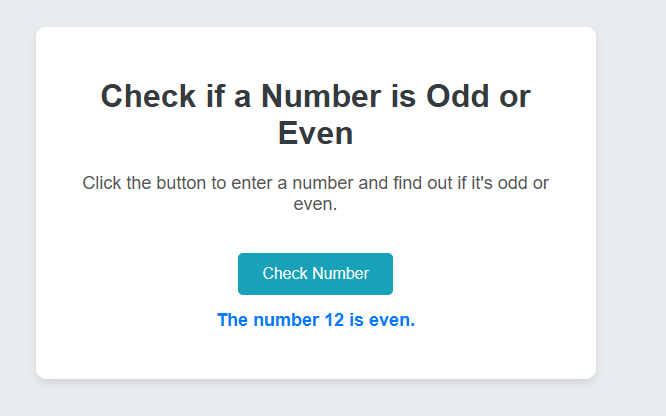 Check if a Number is Odd or
Even
Click the button to enter a number and find out if it's odd or
even.
Check Number
The number 12 is even.